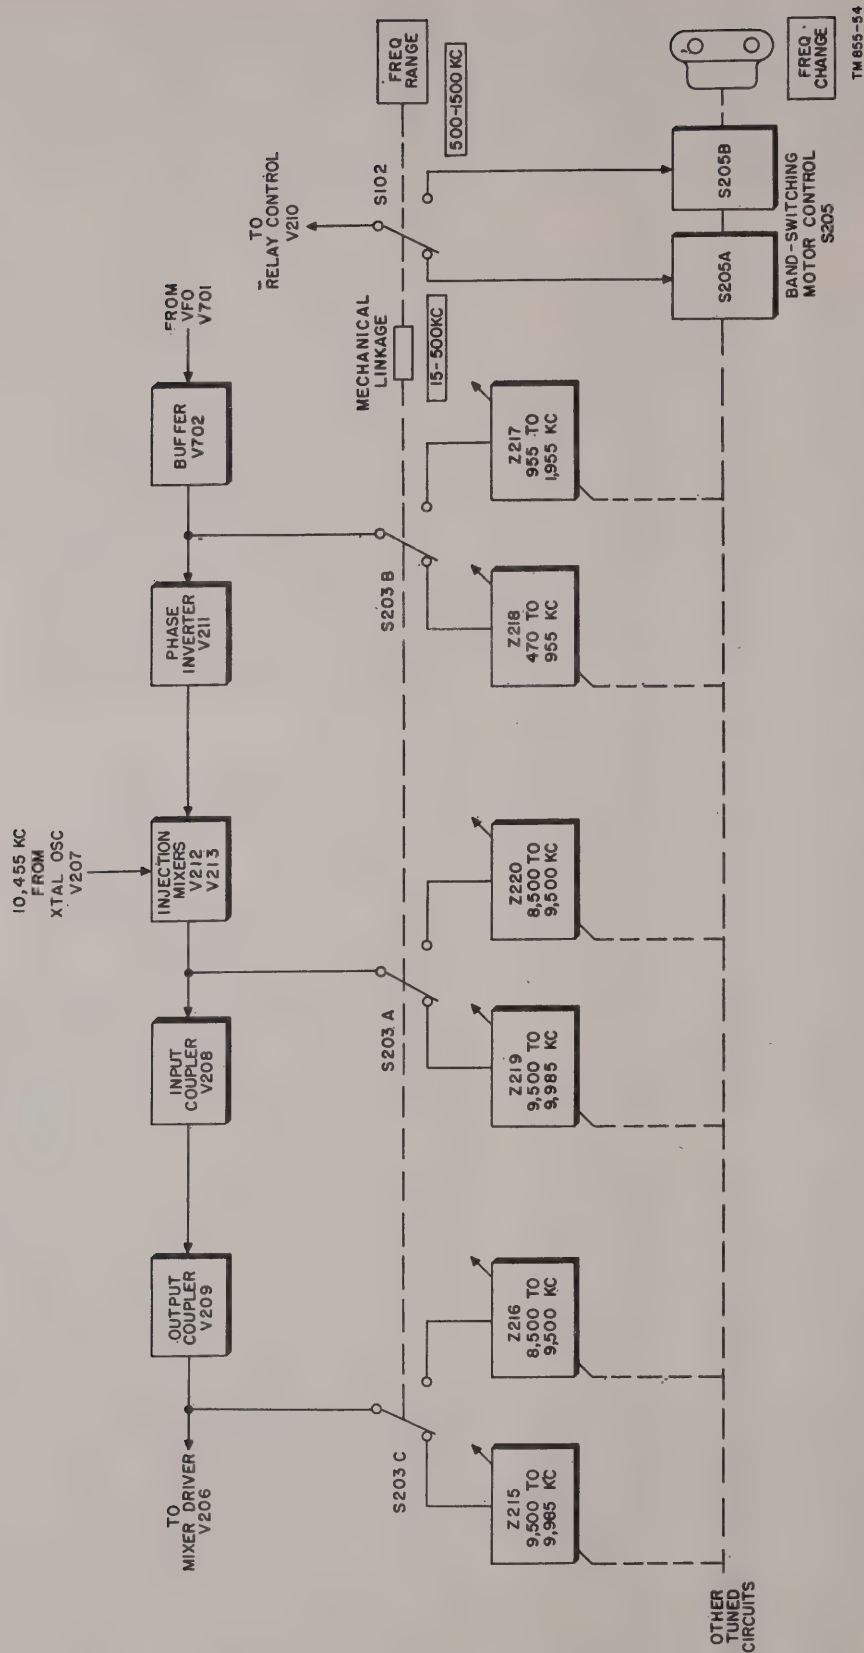 TO
MIXER DRIVER
V206
OUTPUT
COUPLER
V209
INPUT
COUPLER
V208
10,455 KC
FROM
XTAL OSC
V207
INJECTION
MIXERS
V212
V213
PHASE
INVERTER
V211
BUFFER
V702
FROM
VFO
V701
TO
RELAY CONTROL
V210
S203 C
S203 A
S203 B
MECHANICAL
LINKAGE
S102
FREQ
RANGE
15-500KC
500-1500 KC
Z215
9,500 TO
9,985 KC
Z216
8,500 TO
9,500 KC
Z219
9,500 TO
9,985 KC
Z220
8,500 TO
9,500 KC
Z218
470 TO
955 KC
Z217
955 TO
1,955 KC
OTHER
TUNED
CIRCUITS
S205A
S205B
BAND-SWITCHING
MOTOR CONTROL
S205
FREQ
CHANGE
TM 855-54